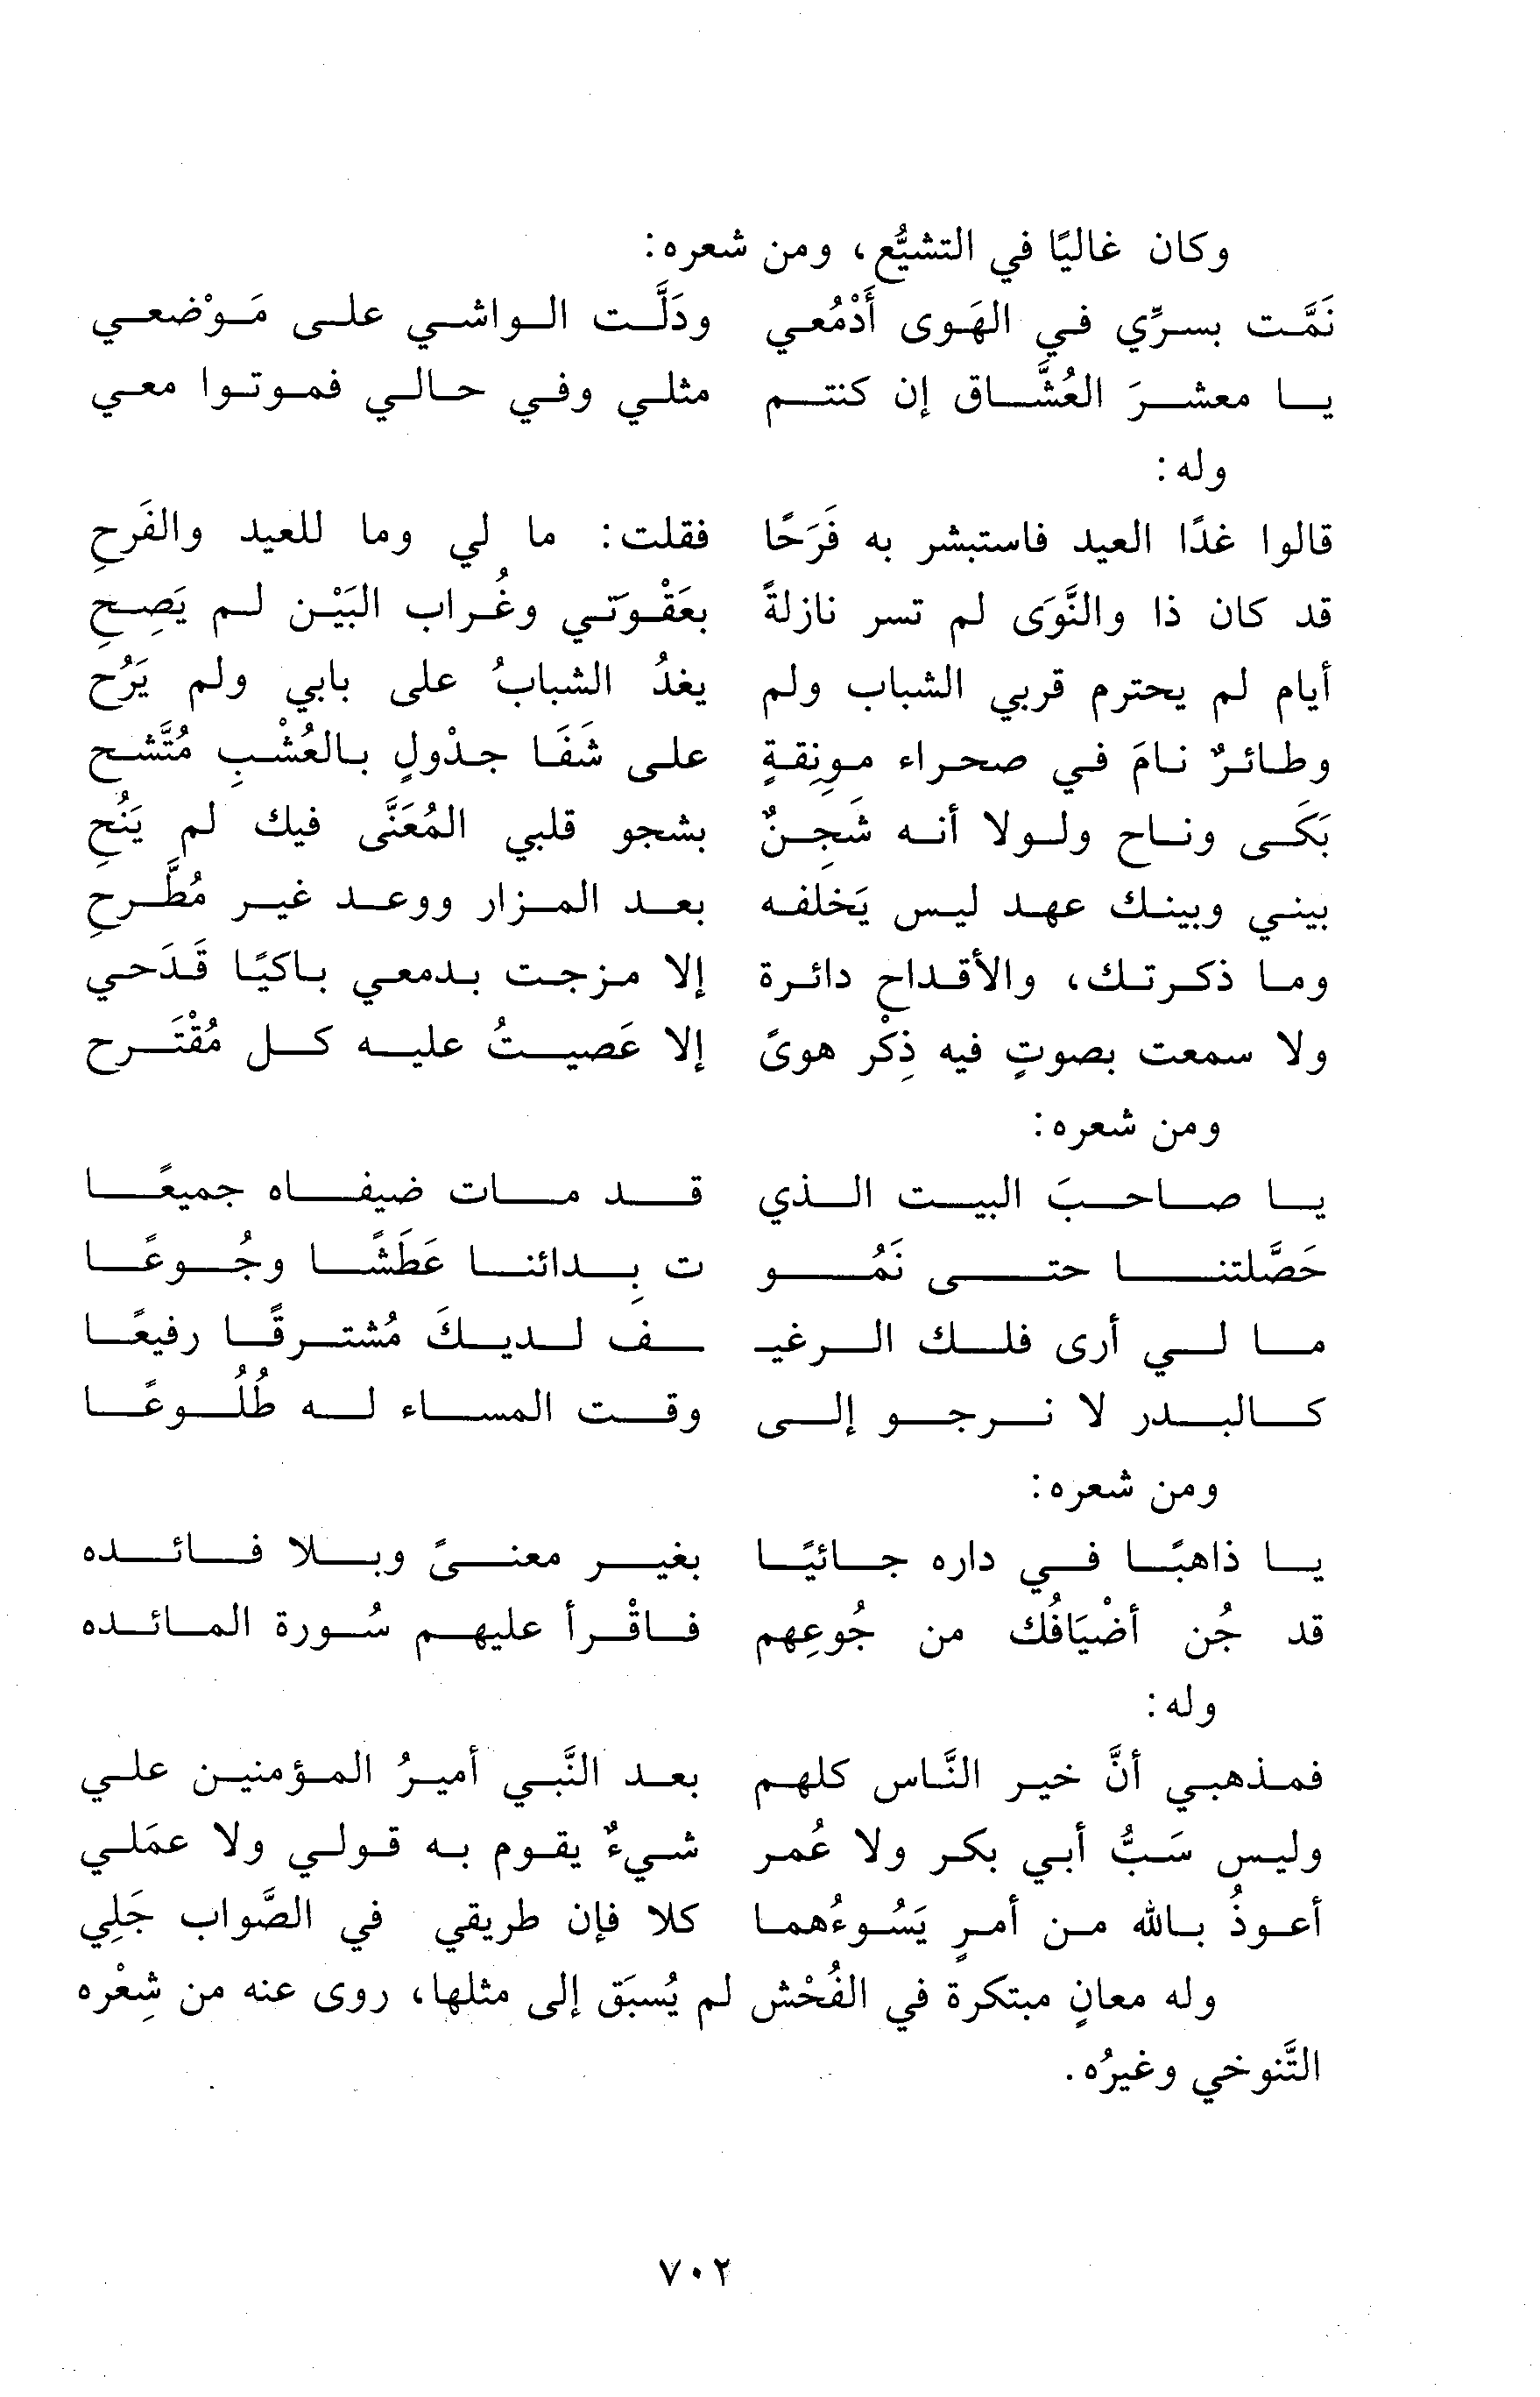 وكان غاليًا في التشيُّع، ومن شعره:
نَمَّت بسرِّي في الهَوى أَدْمُعي ودَلَّت الواشي على مَوْضعي
يا معشرَ العُشَّاق إن كنتم مثلي وفي حالي فموتوا معي
وله:
قالوا غدًا العيد فاستبشر به فَرَحًا فقلت: ما لي وما للعيد والفَرحِ
قد كان ذا والنَّوَى لم تسر نازلةً بعَقْوَتي وغُراب البَيْن لم يَصِحِ
أيام لم يحترم قربي الشباب ولم يغدُ الشبابُ على بابي ولم يَرُح
وطائرٌ نامَ في صحراء مونِقةٍ على شَفَا جدْولٍ بالعُشْبِ مُتَّشح
بَكَى وناح ولولا أنه شَجِنٌ بشجو قلبي المُعَنَّى فيك لم يَنُحِ
بيني وبينك عهد ليس يَخلفه بعد المزار ووعد غير مُطَّرحِ
وما ذكرتك، والأقداح دائرة إلا مزجت بدمعي باكيًا قَدَحي
ولا سمعت بصوتٍ فيه ذِكْر هوىً إلا عَصيتُ عليه كل مُقْتَرح
ومن شعره:
يا صاحبَ البيت الذي قد مات ضيفاه جميعًا
حَصَّلتنا حتى نَمُو ت بِدائنا عَطَشًا وجُوعًا
ما لي أرى فلك الرغيـ ـف لديكَ مُشترقًا رفيعًا
كالبدر لا نرجو إلى وقت المساء له طُلُوعًا
ومن شعره:
يا ذاهبًا في داره جائيًا بغير معنىً وبلا فائده
قد جُن أضْيَافُك من جُوعِهم فاقْرأ عليهم سُورة المائده
وله:
فمذهبي أنَّ خير النَّاس كلهم بعد النَّبي أميرُ المؤمنين علي
وليس سَبُّ أبي بكر ولا عُمر شيءٌ يقوم به قولي ولا عمَلي
أعوذُ بالله من أمرٍ يَسُوءُهما كلا فإن طريقي في الصَّواب جَلِي
وله معانٍ مبتكرة في الفُحْش لم يُسبَق إلى مثلها، روى عنه من شِعْره
التَّنوخي وغيرُه.
٧٠٢